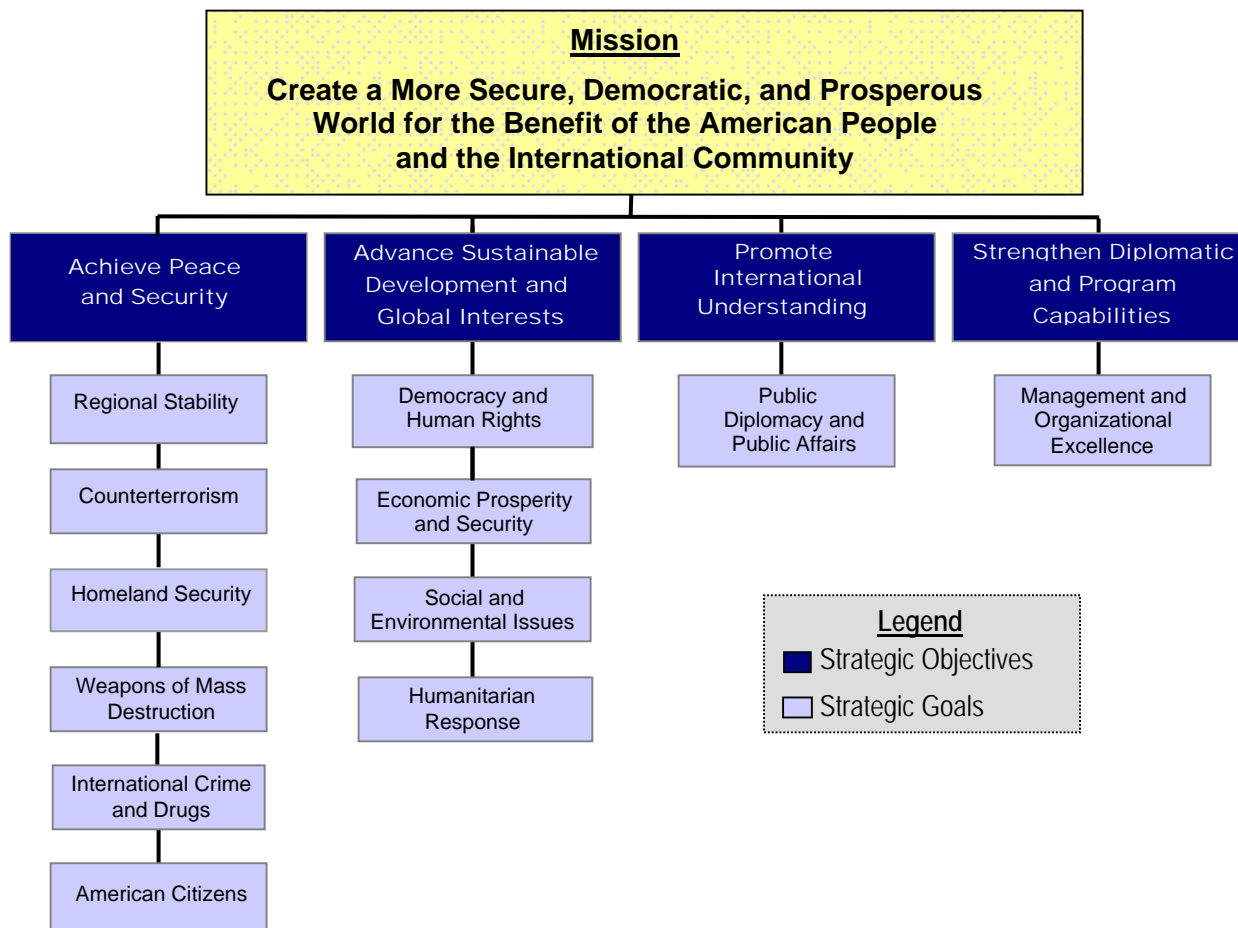 Mission
Create a More Secure, Democratic, and Prosperous
World for the Benefit of the American People
and the International Community
Achieve Peace
and Security
Advance Sustainable
Development and
Global Interests
Promote
International
Understanding
Strengthen Diplomatic
and Program
Capabilities
Regional Stability
Counterterrorism
Homeland Security
Weapons of Mass
Destruction
International Crime
and Drugs
American Citizens
Democracy and
Human Rights
Economic Prosperity
and Security
Social and
Environmental Issues
Humanitarian
Response
Public
Diplomacy and
Public Affairs
Management and
Organizational
Excellence
Legend
Strategic Objectives
Strategic Goals